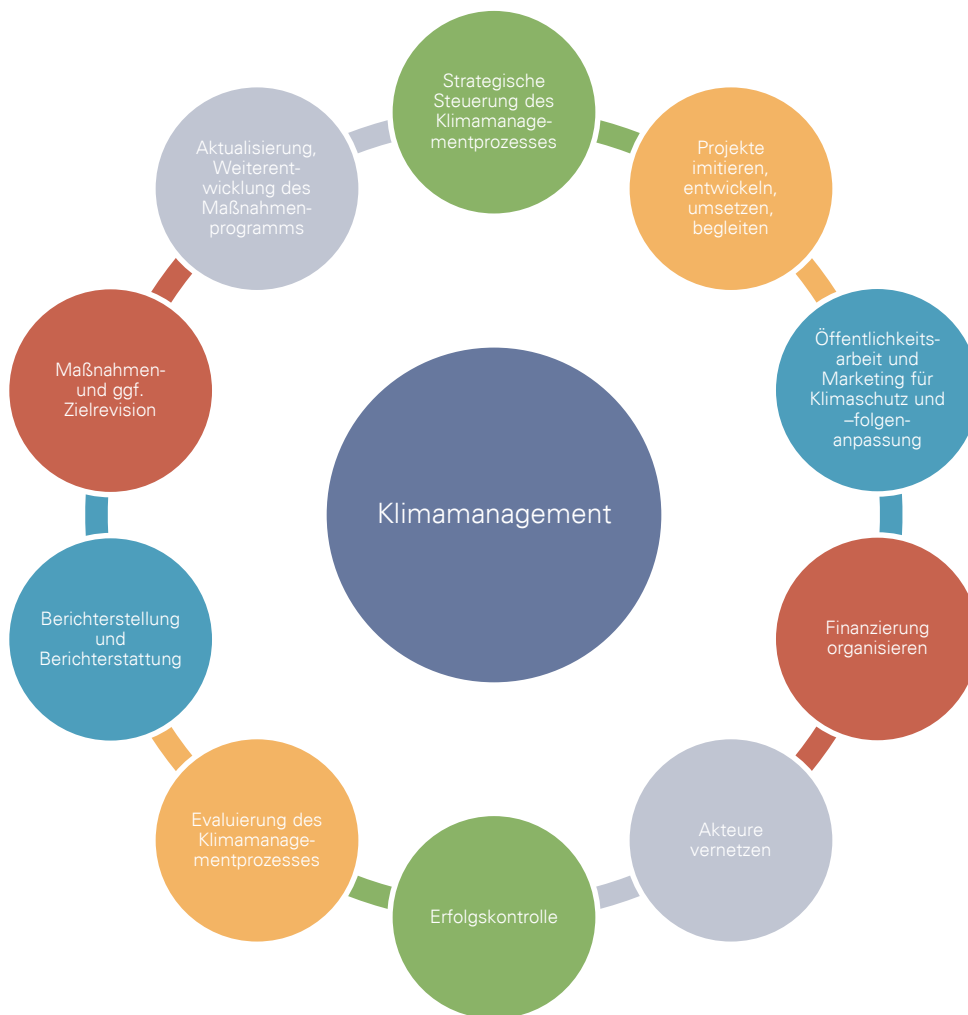 Strategische
Steuerung des
Klimamanage-
mentprozesses
Projekte
imitieren,
entwickeln,
umsetzen,
begleiten
Öffentlichkeits-
arbeit und
Marketing für
Klimaschutz und
–folgen-
anpassung
Finanzierung
organisieren
Akteure
vernetzen
Erfolgskontrolle
Evaluierung des
Klimamanage-
mentprozesses
Berichterstellung
und
Berichterstattung
Maßnahmen-
und ggf.
Zielrevision
Aktualisierung,
Weiterent-
wicklung des
Maßnahmen-
programms
Klimamanagement